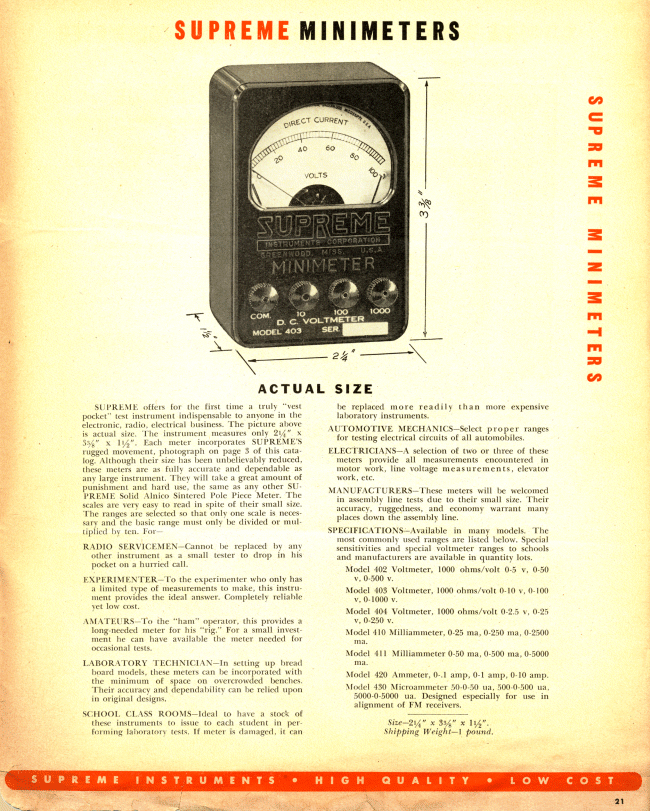 SUPREME MINIMETERS
DIRECT CURRENT
0 20 40 60 80 100
VOLTS
SUPREME
INSTRUMENTS CORPORATION
GREENWOOD, MISS. U.S.A.
MINIMETER
COM. 10 100 1000
D. C. VOLTMETER
MODEL 403 SER.
3 3/8"
2 1/4"
SUPREME MINIMETERS
ACTUAL SIZE
SUPREME offers for the first time a truly "vest
pocket" test instrument indispensable to anyone in the
electronic, radio, electrical business. The picture above
is actual size. The instrument measures only 2¼" x
3⅜" x 1½". Each meter incorporates SUPREME'S
rugged movement, photograph on page 3 of this cata-
log. Although their size has been unbelievably reduced,
these meters are as fully accurate and dependable as
any large instrument. They will take a great amount of
punishment and hard use, the same as any other SU-
PREME Solid Alnico Sintered Pole Piece Meter. The
scales are very easy to read in spite of their small size.
The ranges are selected so that only one scale is neces-
sary and the basic range must only be divided or mul-
tiplied by ten. For—
RADIO SERVICEMEN—Cannot be replaced by any
other instrument as a small tester to drop in his
pocket on a hurried call.
EXPERIMENTER—To the experimenter who only has
a limited type of measurements to make, this instru-
ment provides the ideal answer. Completely reliable
yet low cost.
AMATEURS—To the "ham" operator, this provides a
long-needed meter for his "rig." For a small invest-
ment he can have available the meter needed for
occasional tests.
LABORATORY TECHNICIAN—In setting up bread
board models, these meters can be incorporated with
the minimum of space on overcrowded benches.
Their accuracy and dependability can be relied upon
in original designs.
SCHOOL CLASS ROOMS—Ideal to have a stock of
these instruments to issue to each student in per-
forming laboratory tests. If meter is damaged, it can
be replaced more readily than more expensive
laboratory instruments.
AUTOMOTIVE MECHANICS—Select proper ranges
for testing electrical circuits of all automobiles.
ELECTRICIANS—A selection of two or three of these
meters provide all measurements encountered in
motor work, line voltage measurements, elevator
work, etc.
MANUFACTURERS—These meters will be welcomed
in assembly line tests due to their small size. Their
accuracy, ruggedness, and economy warrant many
places down the assembly line.
SPECIFICATIONS—Available in many models. The
most commonly used ranges are listed below. Special
sensitivities and special voltmeter ranges to schools
and manufacturers are available in quantity lots.
Model 402 Voltmeter, 1000 ohms/volt 0-5 v, 0-50
v, 0-500 v.
Model 403 Voltmeter, 1000 ohms/volt 0-10 v, 0-100
v, 0-1000 v.
Model 404 Voltmeter, 1000 ohms/volt 0-2.5 v, 0-25
v, 0-250 v.
Model 410 Milliammeter, 0-25 ma, 0-250 ma, 0-2500
ma.
Model 411 Milliammeter 0-50 ma, 0-500 ma, 0-5000
ma.
Model 420 Ammeter, 0-.1 amp, 0-1 amp, 0-10 amp.
Model 430 Microammeter 50-0-50 ua, 500-0-500 ua,
5000-0-5000 ua. Designed especially for use in
alignment of FM receivers.
Size—2¼" x 3⅜" x 1½".
Shipping Weight—1 pound.
SUPREME INSTRUMENTS • HIGH QUALITY • LOW COST
21